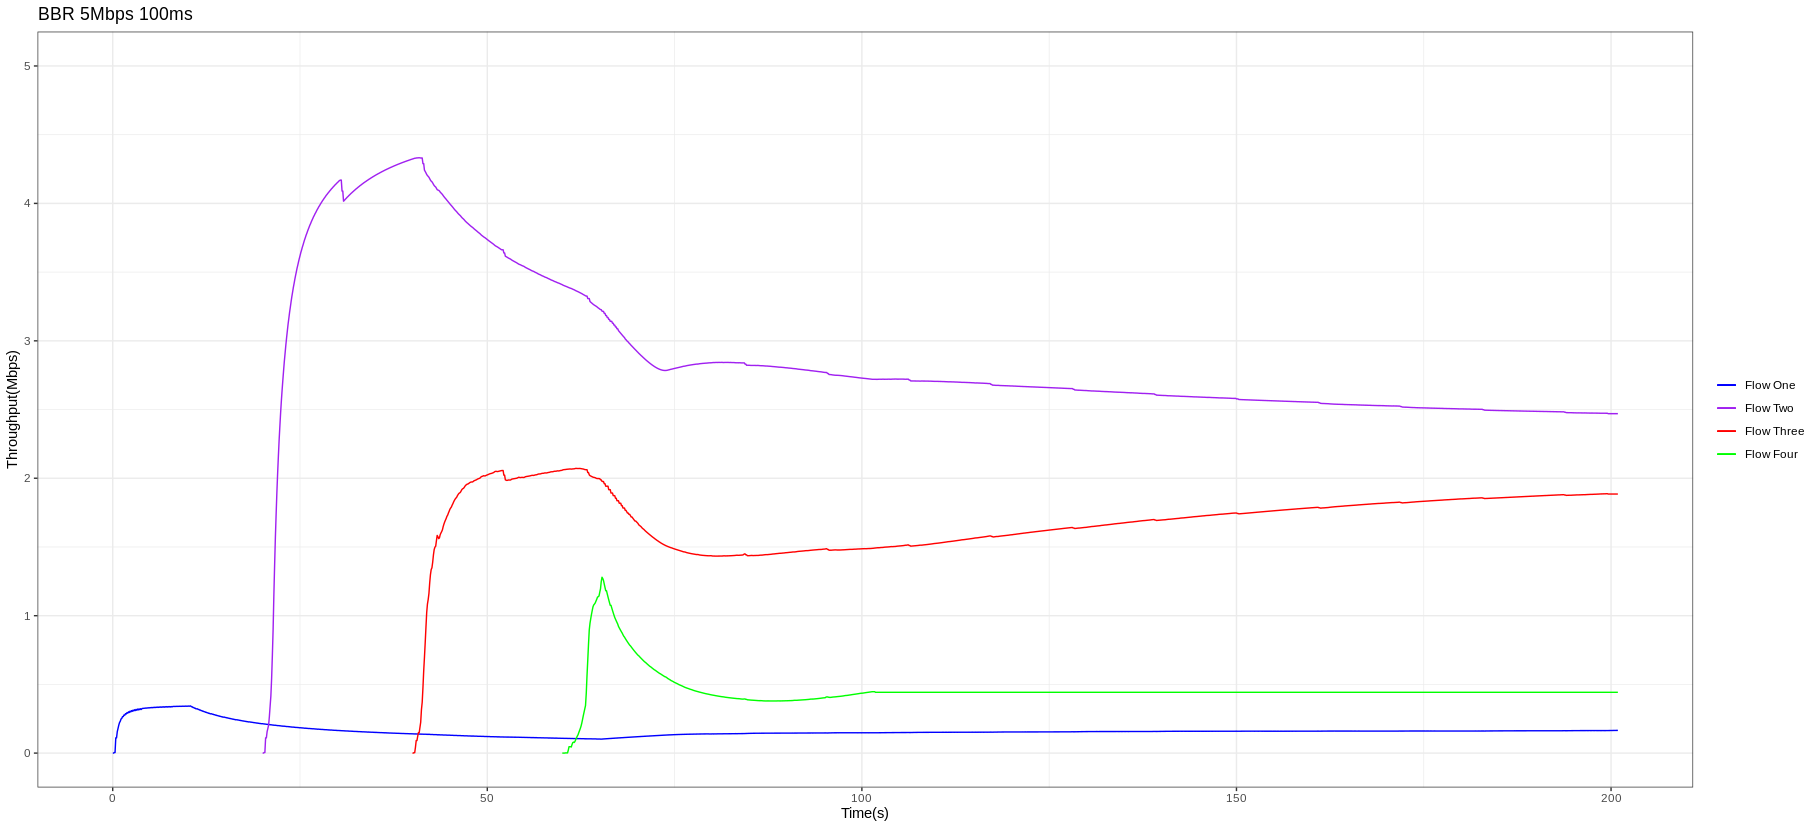 BBR 5Mbps 100ms
Throughput(Mbps)
5
4
3
2
1
0
0 50 100 150 200
Time(s)
Flow One
Flow Two
Flow Three
Flow Four